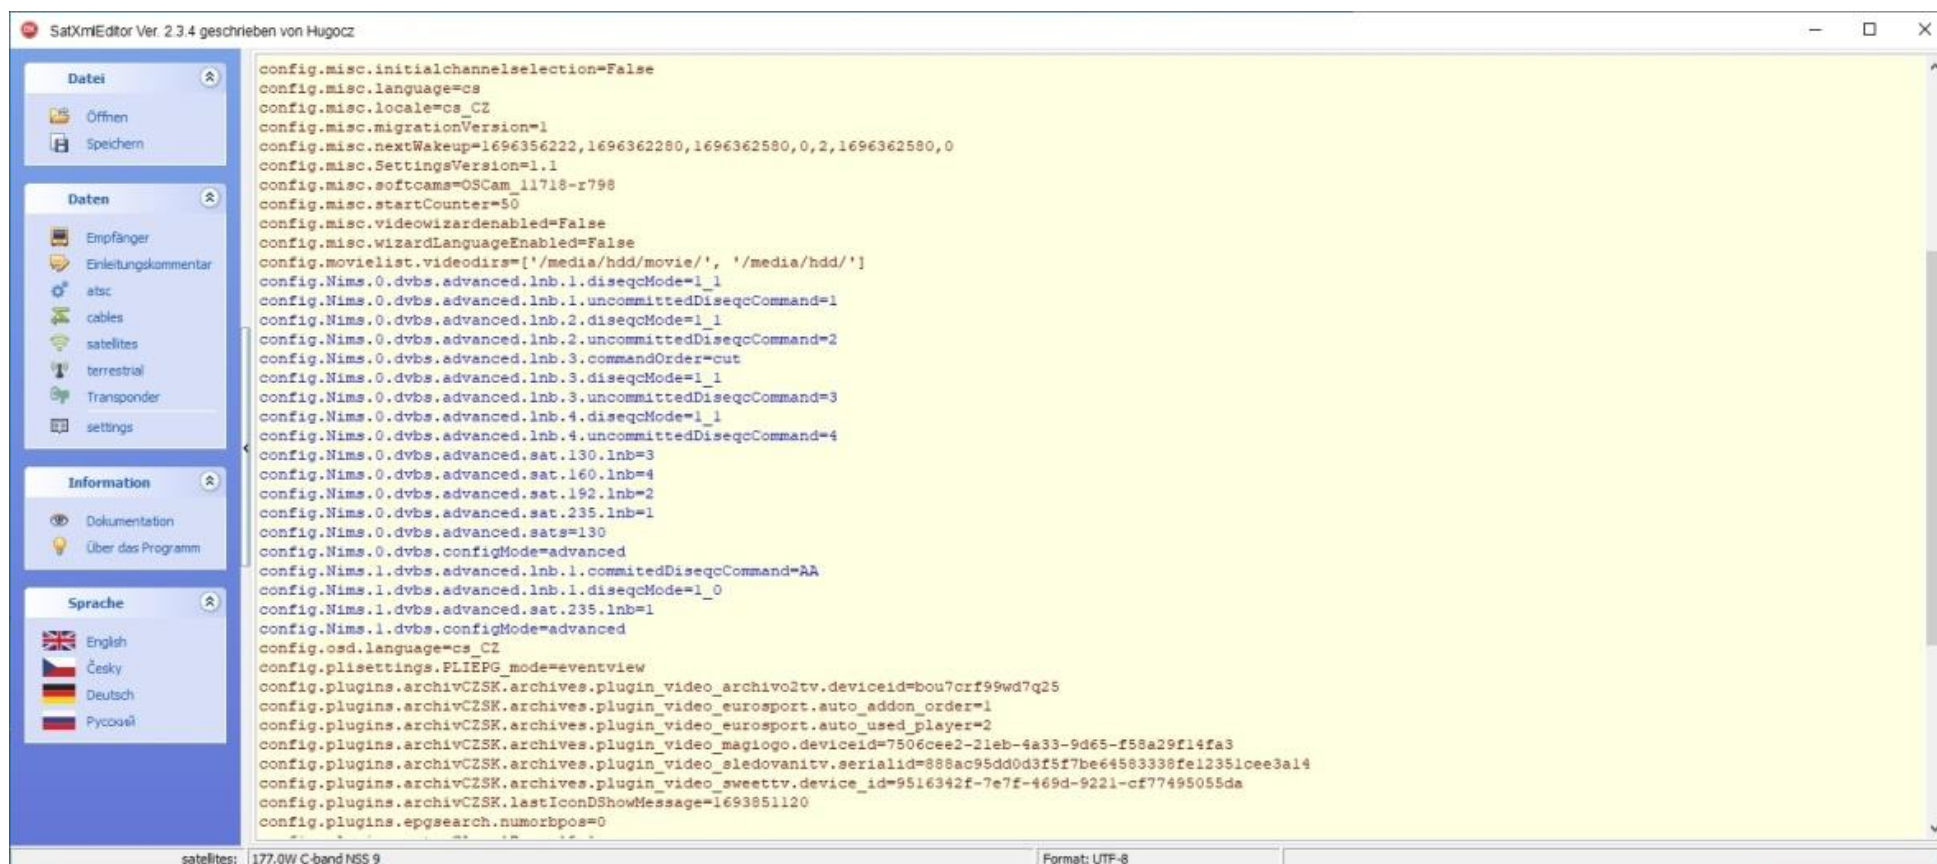 SatXmlEditor Ver. 2.3.4 geschrieben von Hugocz
Datei
Öffnen
Speichern
Daten
Empfänger
Einleitungskommentar
atsc
cables
satellites
terrestrial
Transponder
settings
Information
Dokumentation
Über das Programm
Sprache
English
Česky
Deutsch
Русский
config.misc.initialchannelselection=False
config.misc.language=cs
config.misc.locale=cs_CZ
config.misc.migrationVersion=1
config.misc.nextWakeup=1696356222,1696362280,1696362580,0,2,1696362580,0
config.misc.SettingsVersion=1.1
config.misc.softcams=OSCam_11718-r798
config.misc.startCounter=50
config.misc.videowizardenabled=False
config.misc.wizardLanguageEnabled=False
config.movielist.videodirs=['/media/hdd/movie/', '/media/hdd/']
config.Nims.0.dvbs.advanced.lnb.1.diseqcMode=1_1
config.Nims.0.dvbs.advanced.lnb.1.uncommittedDiseqcCommand=1
config.Nims.0.dvbs.advanced.lnb.2.diseqcMode=1_1
config.Nims.0.dvbs.advanced.lnb.2.uncommittedDiseqcCommand=2
config.Nims.0.dvbs.advanced.lnb.3.commandOrder=cut
config.Nims.0.dvbs.advanced.lnb.3.diseqcMode=1_1
config.Nims.0.dvbs.advanced.lnb.3.uncommittedDiseqcCommand=3
config.Nims.0.dvbs.advanced.lnb.4.diseqcMode=1_1
config.Nims.0.dvbs.advanced.lnb.4.uncommittedDiseqcCommand=4
config.Nims.0.dvbs.advanced.sat.130.lnb=3
config.Nims.0.dvbs.advanced.sat.160.lnb=4
config.Nims.0.dvbs.advanced.sat.192.lnb=2
config.Nims.0.dvbs.advanced.sat.235.lnb=1
config.Nims.0.dvbs.advanced.sats=130
config.Nims.0.dvbs.configMode=advanced
config.Nims.1.dvbs.advanced.lnb.1.commitedDiseqcCommand=AA
config.Nims.1.dvbs.advanced.lnb.1.diseqcMode=1_0
config.Nims.1.dvbs.advanced.sat.235.lnb=1
config.Nims.1.dvbs.configMode=advanced
config.osd.language=cs_CZ
config.plisettings.PLIEPG_mode=eventview
config.plugins.archivCZSK.archives.plugin_video_archivo2tv.deviceid=bou7crf99wd7q25
config.plugins.archivCZSK.archives.plugin_video_eurosport.auto_addon_order=1
config.plugins.archivCZSK.archives.plugin_video_eurosport.auto_used_player=2
config.plugins.archivCZSK.archives.plugin_video_magiogo.deviceid=7506cee2-21eb-4a33-9d65-f58a29f14fa3
config.plugins.archivCZSK.archives.plugin_video_sledovanitv.serialid=888ac95dd0d3f5f7be64583338fe12351cee3a14
config.plugins.archivCZSK.archives.plugin_video_sweettv.device_id=9516342f-7e7f-469d-9221-cf77495055da
config.plugins.archivCZSK.lastIconDShowMessage=1693851120
config.plugins.epgsearch.numorbpos=0
satellites: 177.0W C-band NSS 9 Format: UTF-8